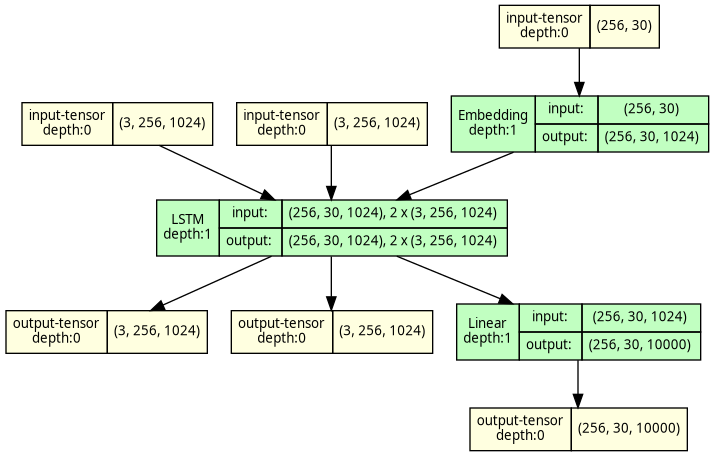 input-tensor
depth:0
(256, 30)
input-tensor
depth:0
(3, 256, 1024)
input-tensor
depth:0
(3, 256, 1024)
Embedding
depth:1
input:
(256, 30)
output:
(256, 30, 1024)
LSTM
depth:1
input:
(256, 30, 1024), 2 x (3, 256, 1024)
output:
(256, 30, 1024), 2 x (3, 256, 1024)
output-tensor
depth:0
(3, 256, 1024)
output-tensor
depth:0
(3, 256, 1024)
Linear
depth:1
input:
(256, 30, 1024)
output:
(256, 30, 10000)
output-tensor
depth:0
(256, 30, 10000)